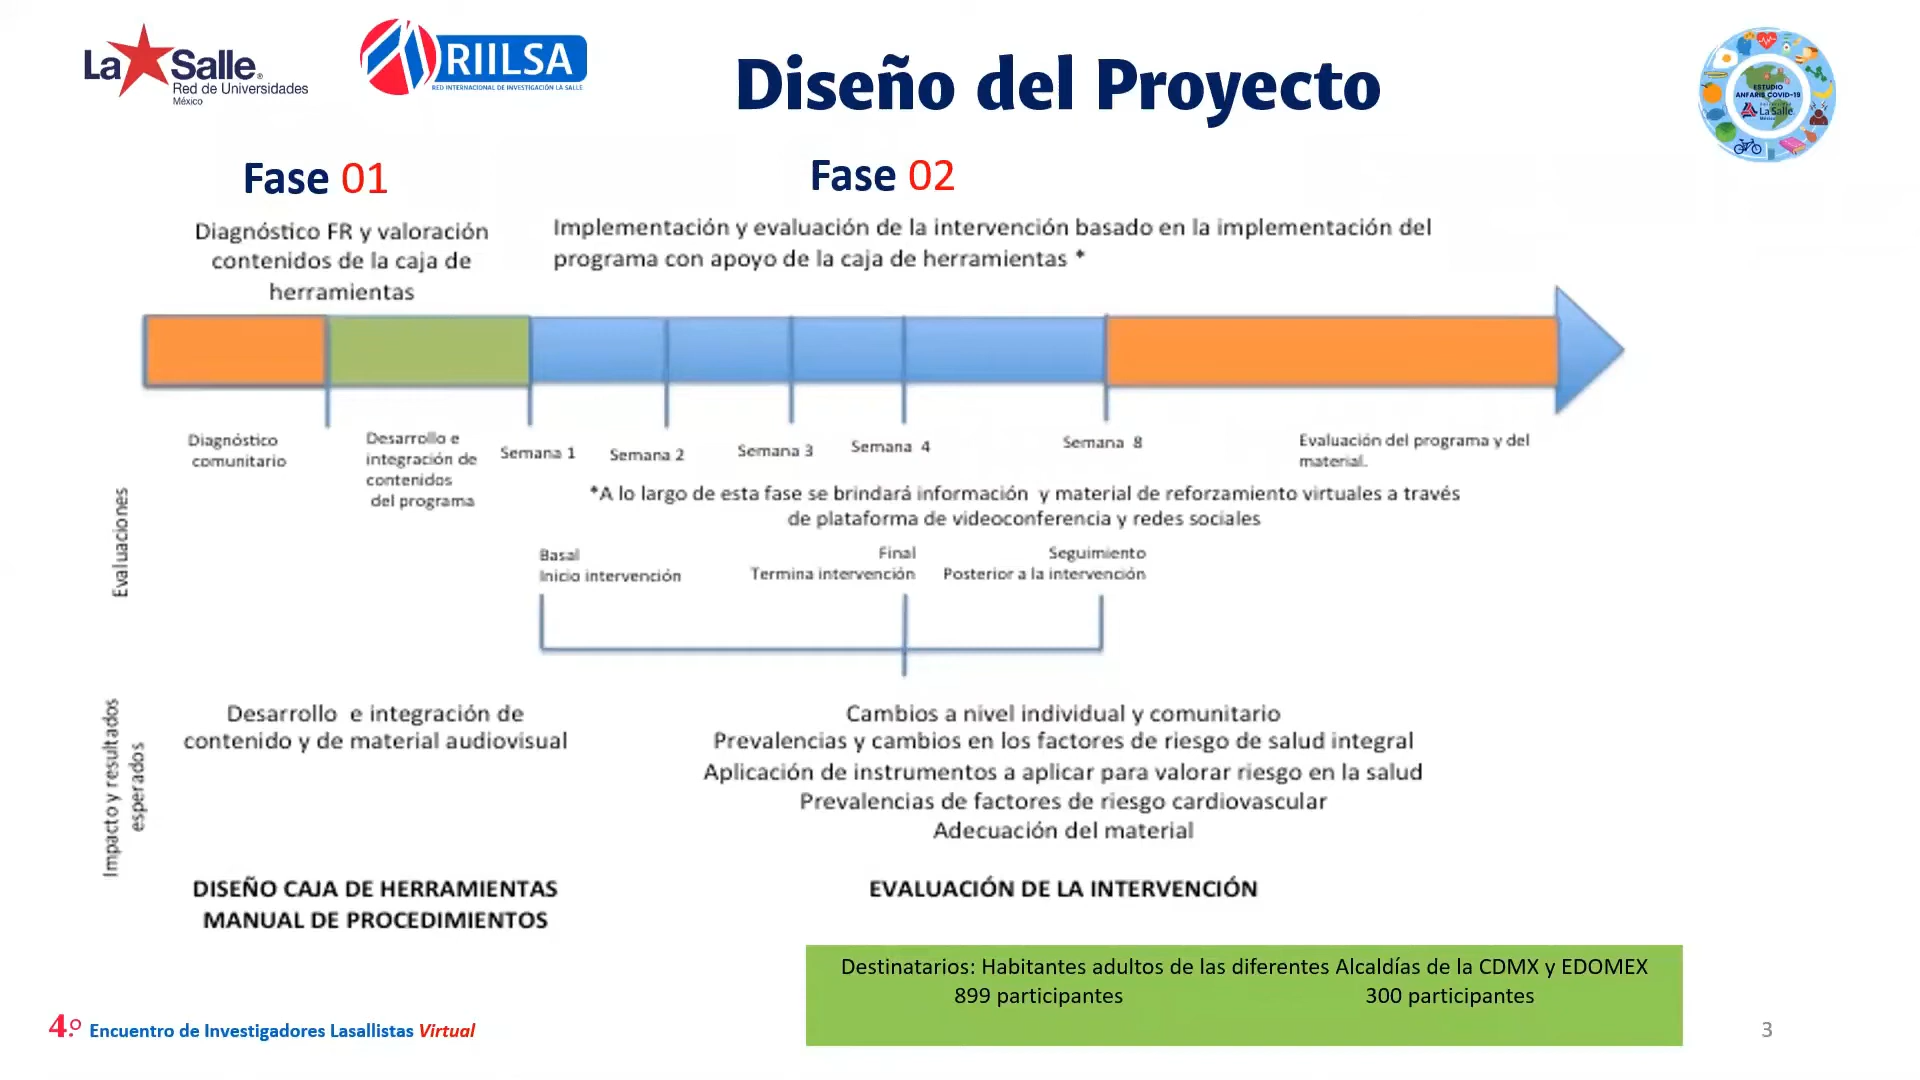 La Salle®
Red de Universidades
México
RIILSA
RED INTERNACIONAL DE INVESTIGACIÓN LA SALLE
Diseño del Proyecto
ESTUDIO
ANFARIS COVID-19
La Salle
México
Fase 01
Fase 02
Diagnóstico FR y valoración
contenidos de la caja de
herramientas
Implementación y evaluación de la intervención basado en la implementación del
programa con apoyo de la caja de herramientas *
Diagnóstico
comunitario
Desarrollo e
integración de
contenidos
del programa
Semana 1
Semana 2
Semana 3
Semana 4
Semana 8
Evaluación del programa y del
material.
*A lo largo de esta fase se brindará información y material de reforzamiento virtuales a través
de plataforma de videoconferencia y redes sociales
Evaluaciones
Basal
Inicio intervención
Final
Termina intervención
Seguimiento
Posterior a la intervención
Impacto y resultados
esperados
Desarrollo e integración de
contenido y de material audiovisual
Cambios a nivel individual y comunitario
Prevalencias y cambios en los factores de riesgo de salud integral
Aplicación de instrumentos a aplicar para valorar riesgo en la salud
Prevalencias de factores de riesgo cardiovascular
Adecuación del material
DISEÑO CAJA DE HERRAMIENTAS
MANUAL DE PROCEDIMIENTOS
EVALUACIÓN DE LA INTERVENCIÓN
Destinatarios: Habitantes adultos de las diferentes Alcaldías de la CDMX y EDOMEX
899 participantes 300 participantes
4.º Encuentro de Investigadores Lasallistas Virtual
3